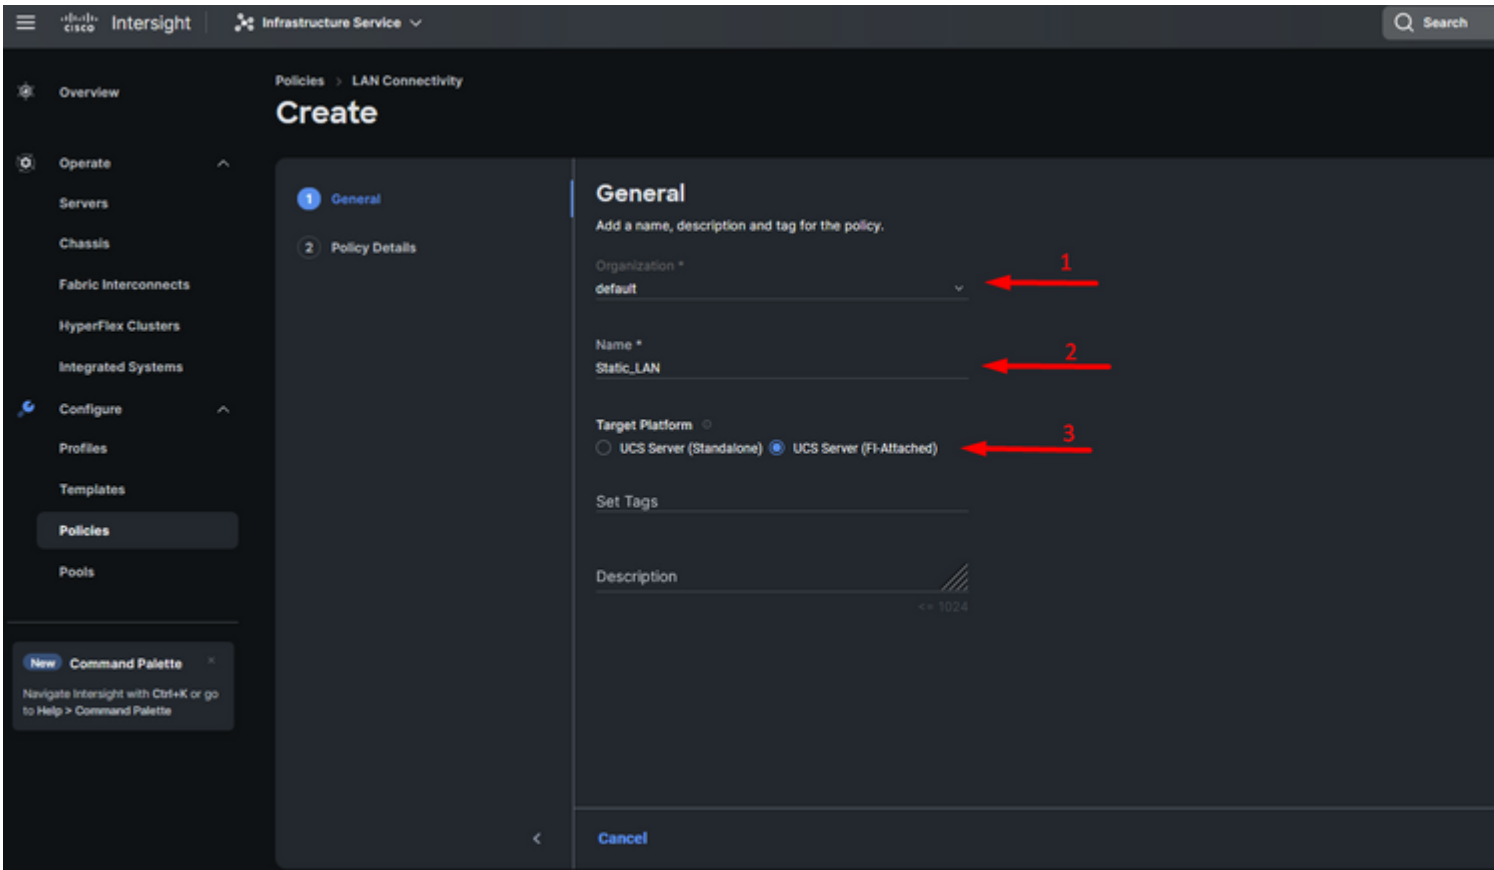 CISCO Intersight
Infrastructure Service
Search
Overview
Operate
Servers
Chassis
Fabric Interconnects
HyperFlex Clusters
Integrated Systems
Configure
Profiles
Templates
Policies
Pools
New Command Palette
Navigate Intersight with Ctrl+K or go
to Help > Command Palette
Policies > LAN Connectivity
Create
1 General
2 Policy Details
General
Add a name, description and tag for the policy.
Organization *
default
1
Name *
Static_LAN
2
Target Platform
UCS Server (Standalone) UCS Server (FI-Attached)
3
Set Tags
Description
<= 1024
Cancel